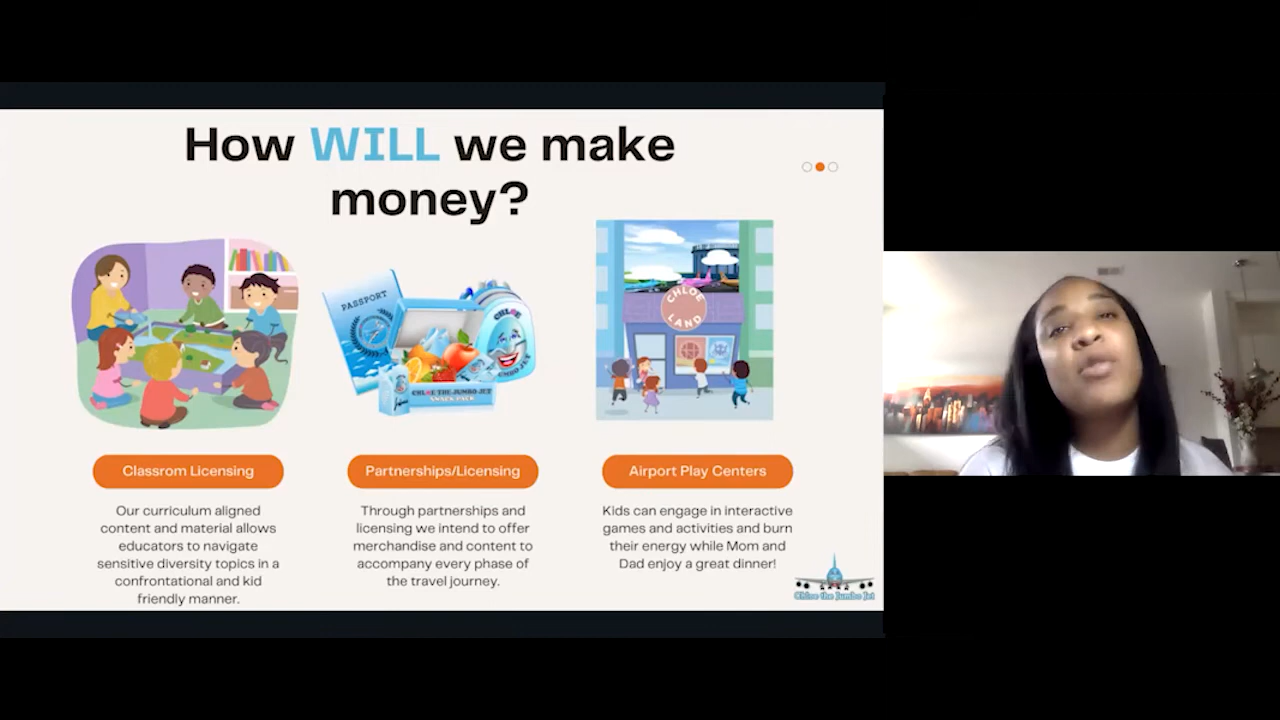 How WILL we make
money?
PASSPORT
CHLOE
CHLOE THE JUMBO JET
SNACK PACK
CHLOE
LAND
Classrom Licensing
Partnerships/Licensing
Airport Play Centers
Our curriculum aligned
content and material allows
educators to navigate
sensitive diversity topics in a
confrontational and kid
friendly manner.
Through partnerships and
licensing we intend to offer
merchandise and content to
accompany every phase of
the travel journey.
Kids can engage in interactive
games and activities and burn
their energy while Mom and
Dad enjoy a great dinner!
Chloe the Jumbo Jet